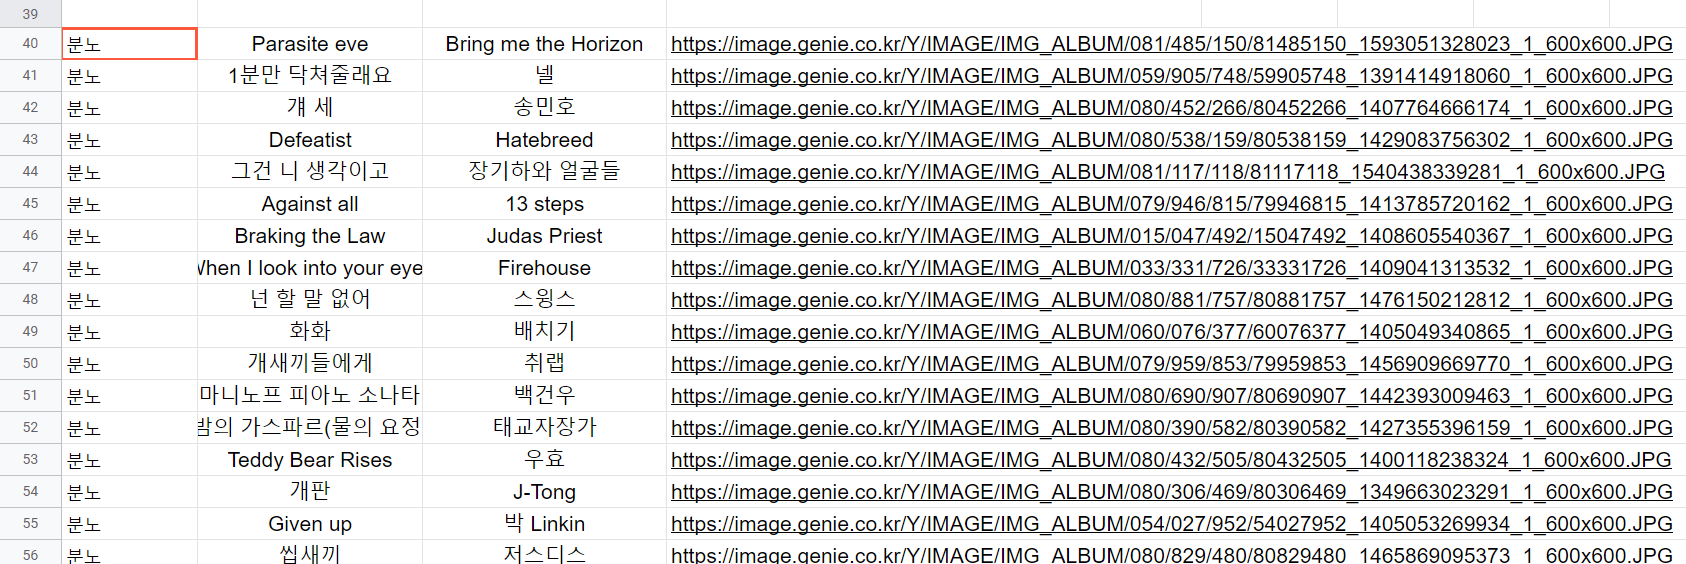 39
40 분노 Parasite eve Bring me the Horizon https://image.genie.co.kr/Y/IMAGE/IMG_ALBUM/081/485/150/81485150_1593051328023_1_600x600.JPG
41 분노 1분만 닥쳐줄래요 넬 https://image.genie.co.kr/Y/IMAGE/IMG_ALBUM/059/905/748/59905748_1391414918060_1_600x600.JPG
42 분노 걔 세 송민호 https://image.genie.co.kr/Y/IMAGE/IMG_ALBUM/080/452/266/80452266_1407764666174_1_600x600.JPG
43 분노 Defeatist Hatebreed https://image.genie.co.kr/Y/IMAGE/IMG_ALBUM/080/538/159/80538159_1429083756302_1_600x600.JPG
44 분노 그건 니 생각이고 장기하와 얼굴들 https://image.genie.co.kr/Y/IMAGE/IMG_ALBUM/081/117/118/81117118_1540438339281_1_600x600.JPG
45 분노 Against all 13 steps https://image.genie.co.kr/Y/IMAGE/IMG_ALBUM/079/946/815/79946815_1413785720162_1_600x600.JPG
46 분노 Braking the Law Judas Priest https://image.genie.co.kr/Y/IMAGE/IMG_ALBUM/015/047/492/15047492_1408605540367_1_600x600.JPG
47 분노 When I look into your eye Firehouse https://image.genie.co.kr/Y/IMAGE/IMG_ALBUM/033/331/726/33331726_1409041313532_1_600x600.JPG
48 분노 넌 할 말 없어 스윙스 https://image.genie.co.kr/Y/IMAGE/IMG_ALBUM/080/881/757/80881757_1476150212812_1_600x600.JPG
49 분노 화화 배치기 https://image.genie.co.kr/Y/IMAGE/IMG_ALBUM/060/076/377/60076377_1405049340865_1_600x600.JPG
50 분노 개새끼들에게 취랩 https://image.genie.co.kr/Y/IMAGE/IMG_ALBUM/079/959/853/79959853_1456909669770_1_600x600.JPG
51 분노 마니노프 피아노 소나타 백건우 https://image.genie.co.kr/Y/IMAGE/IMG_ALBUM/080/690/907/80690907_1442393009463_1_600x600.JPG
52 분노 밤의 가스파르(물의 요정 태교자장가 https://image.genie.co.kr/Y/IMAGE/IMG_ALBUM/080/390/582/80390582_1427355396159_1_600x600.JPG
53 분노 Teddy Bear Rises 우효 https://image.genie.co.kr/Y/IMAGE/IMG_ALBUM/080/432/505/80432505_1400118238324_1_600x600.JPG
54 분노 개판 J-Tong https://image.genie.co.kr/Y/IMAGE/IMG_ALBUM/080/306/469/80306469_1349663023291_1_600x600.JPG
55 분노 Given up 박 Linkin https://image.genie.co.kr/Y/IMAGE/IMG_ALBUM/054/027/952/54027952_1405053269934_1_600x600.JPG
56 분노 씹새끼 저스디스 https://image.genie.co.kr/Y/IMAGE/IMG_ALBUM/080/829/480/80829480_1465869095373_1_600x600.JPG